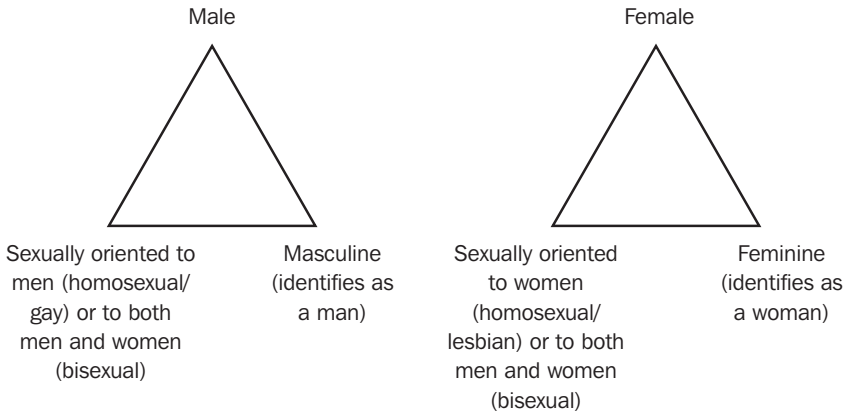 Male
Sexually oriented to
men (homosexual/
gay) or to both
men and women
(bisexual)
Masculine
(identifies as
a man)
Female
Sexually oriented
to women
(homosexual/
lesbian) or to both
men and women
(bisexual)
Feminine
(identifies as
a woman)